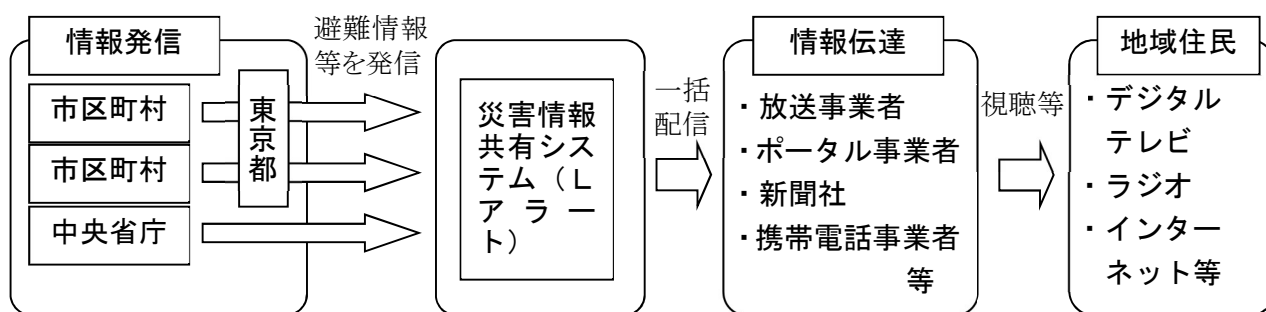 情報発信
市区町村
市区町村
中央省庁
東京都
避難情報
等を発信
災害情報
共有シス
テム（Ｌ
アラー
ト）
一括
配信
情報伝達
・放送事業者
・ポータル事業者
・新聞社
・携帯電話事業者
等
視聴等
地域住民
・デジタル
テレビ
・ラジオ
・インター
ネット等